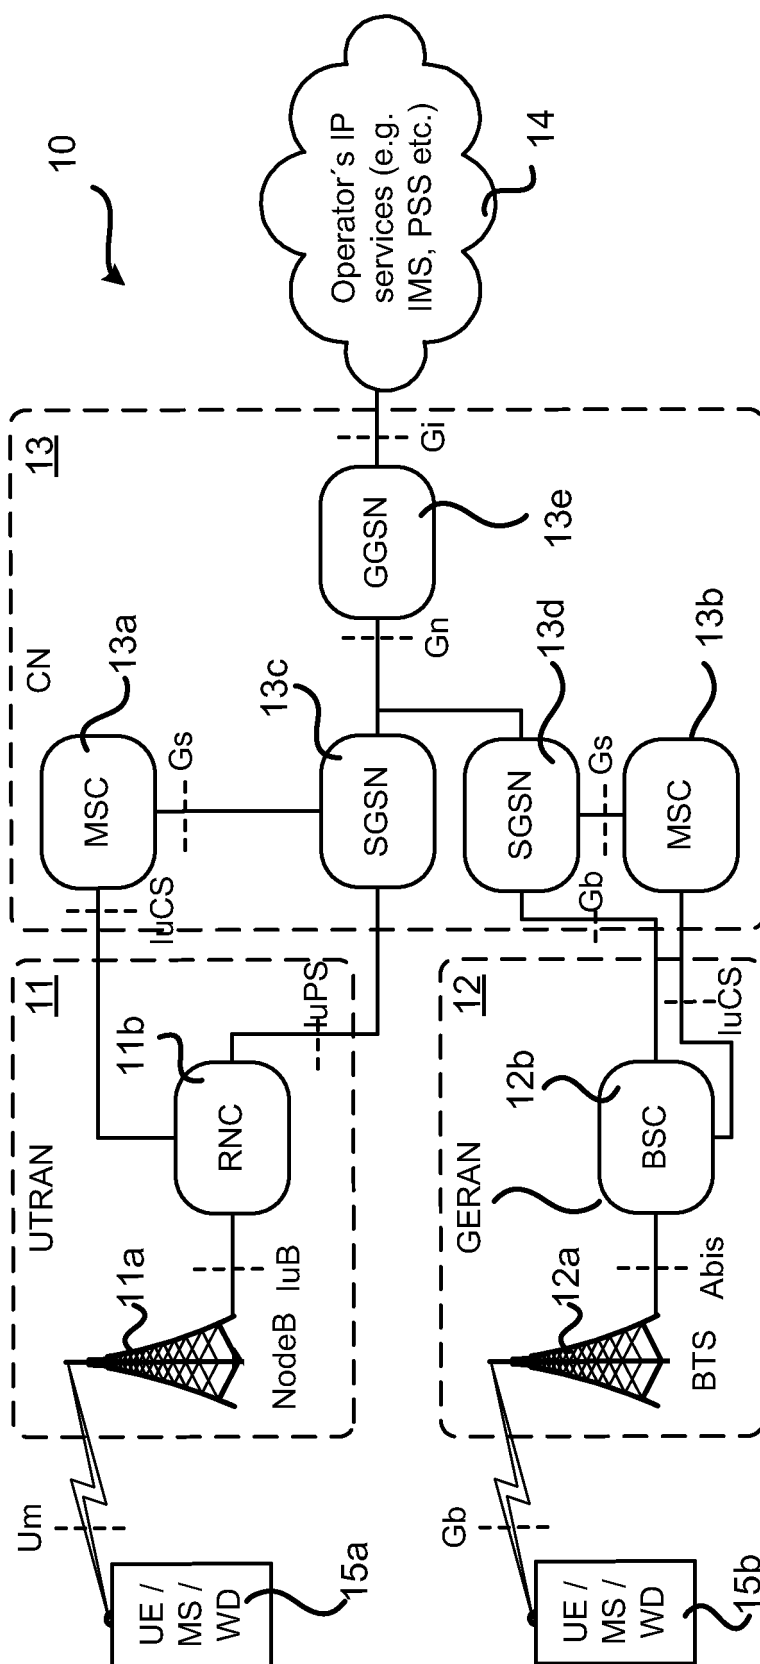 10
Operator´s IP
services (e.g.
IMS, PSS etc.)
14
13
CN
MSC
13a
Gs
IuCS
SGSN
13c
Gn
GGSN
13e
Gi
SGSN
13d
Gs
MSC
13b
Gb
IuCS
11
UTRAN
RNC
11b
IuPS
IuB
NodeB
11a
Um
UE /
MS /
WD
15a
12
GERAN
BSC
12b
Abis
BTS
12a
Gb
UE /
MS /
WD
15b